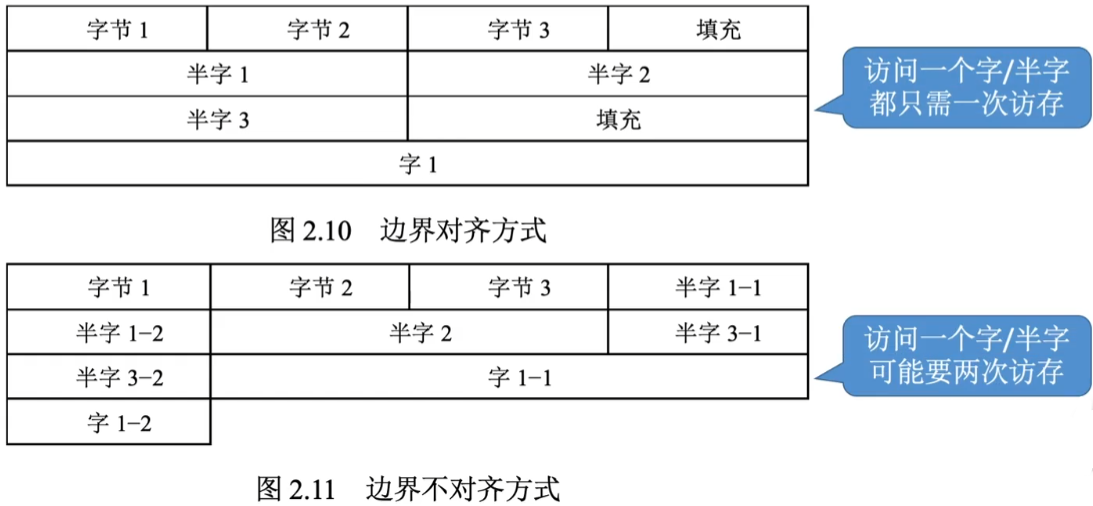 字节 1 字节 2 字节 3 填充
半字 1 半字 2
半字 3 填充
字 1
访问一个字/半字
都只需一次访存
图 2.10 边界对齐方式
字节 1 字节 2 字节 3 半字 1-1
半字 1-2 半字 2 半字 3-1
半字 3-2 字 1-1
字 1-2
访问一个字/半字
可能要两次访存
图 2.11 边界不对齐方式